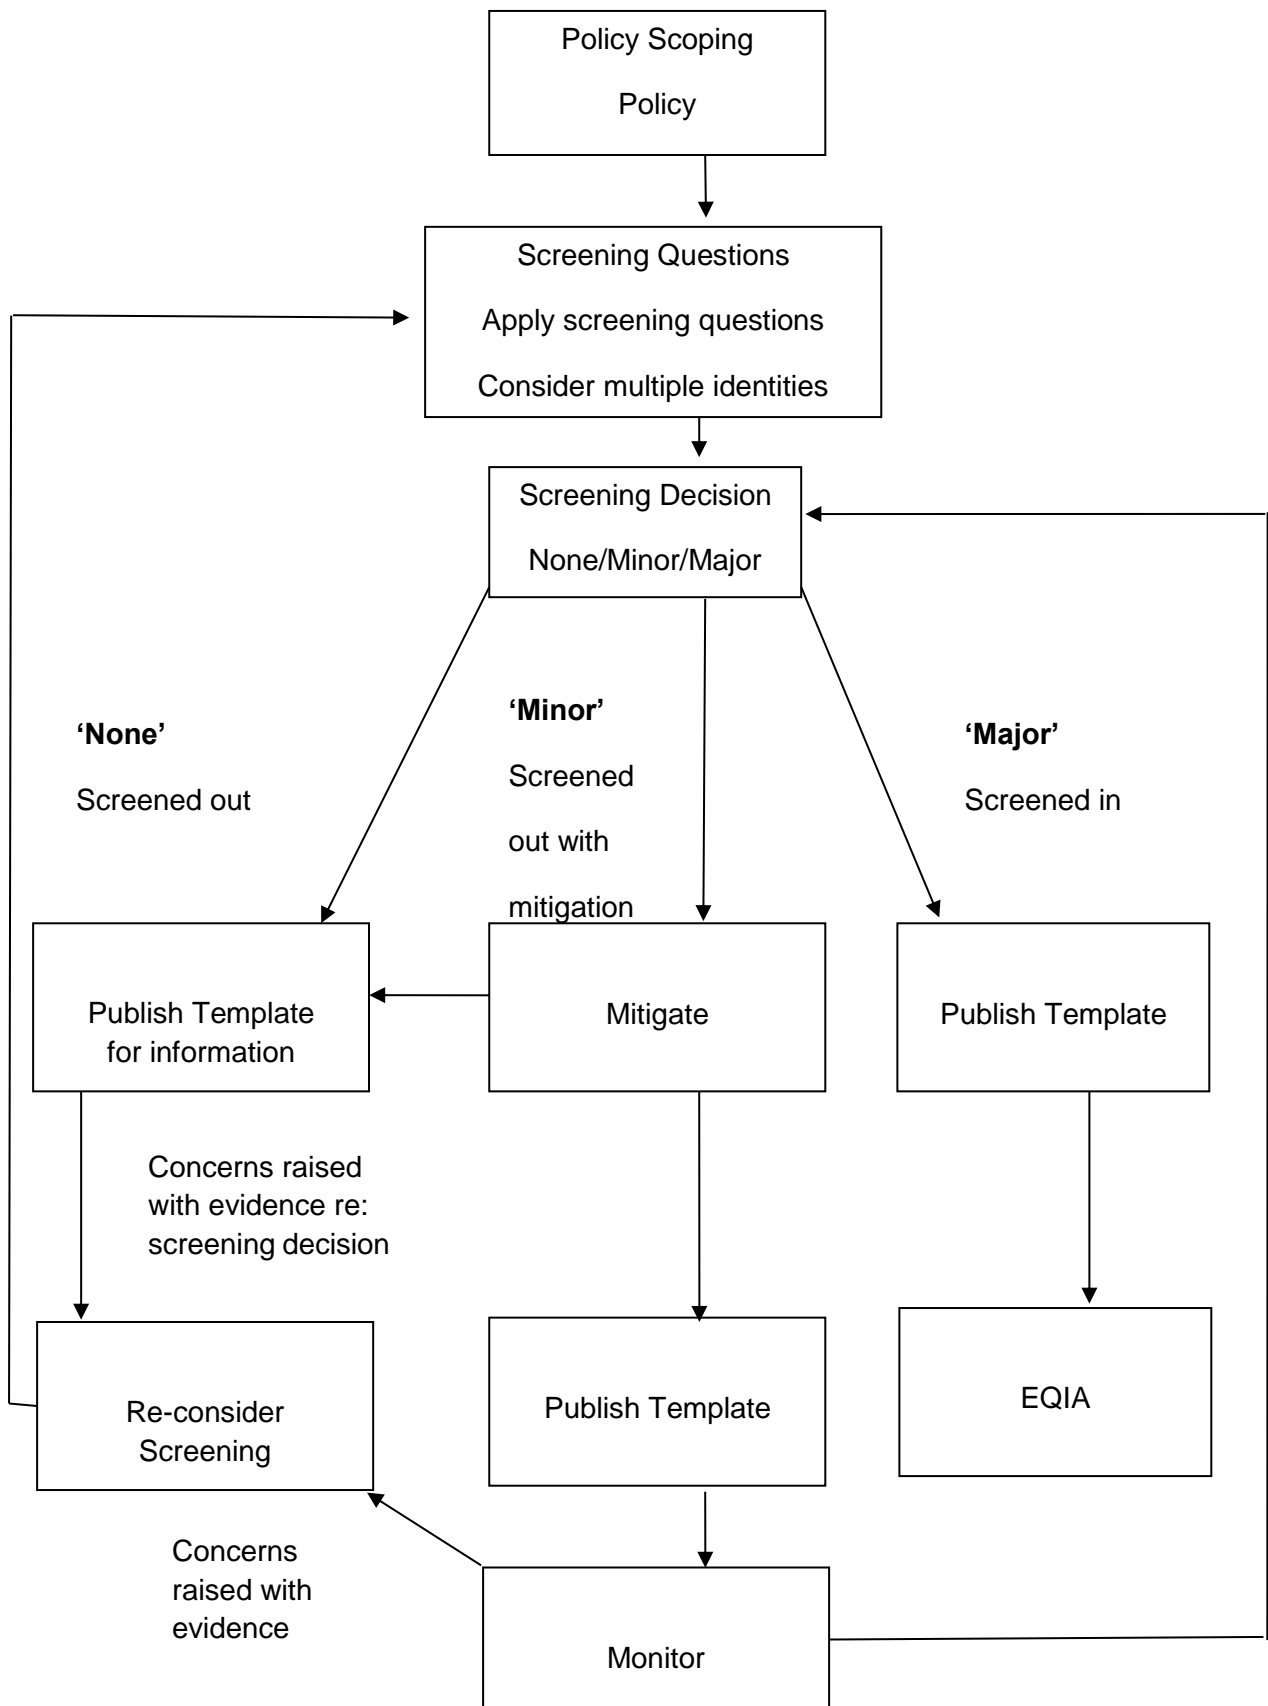 Policy Scoping
Policy
Screening Questions
Apply screening questions
Consider multiple identities
Screening Decision
None/Minor/Major
‘None’
Screened out
‘Minor’
Screened
out with
mitigation
‘Major’
Screened in
Publish Template
for information
Mitigate
Publish Template
Concerns raised
with evidence re:
screening decision
Re-consider
Screening
Publish Template
EQIA
Concerns
raised with
evidence
Monitor